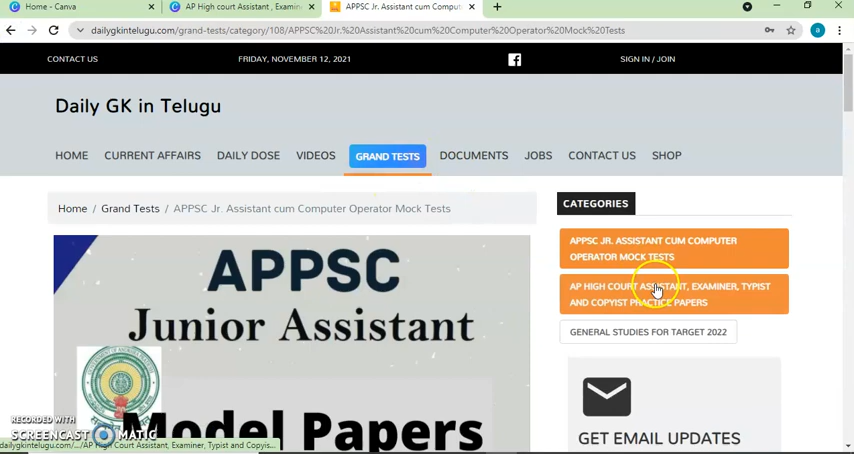 Home - Canva
AP High court Assistant , Examin
APPSC Jr. Assistant cum Comput
dailygkintelugu.com/grand-tests/category/108/APPSC%20Jr.%20Assistant%20cum%20Computer%20Operator%20Mock%20Tests
CONTACT US FRIDAY, NOVEMBER 12, 2021 SIGN IN / JOIN
Daily GK in Telugu
HOME CURRENT AFFAIRS DAILY DOSE VIDEOS GRAND TESTS DOCUMENTS JOBS CONTACT US SHOP
Home / Grand Tests / APPSC Jr. Assistant cum Computer Operator Mock Tests
APPSC
Junior Assistant
Model Papers
CATEGORIES
APPSC JR. ASSISTANT CUM COMPUTER
OPERATOR MOCK TESTS
AP HIGH COURT ASSISTANT, EXAMINER, TYPIST
AND COPYIST PRACTICE PAPERS
GENERAL STUDIES FOR TARGET 2022
GET EMAIL UPDATES
RECORDED WITH
SCREENCAST MATIC
dailygkintelugu.com/.../AP High Court Assistant, Examiner, Typist and Copyis...